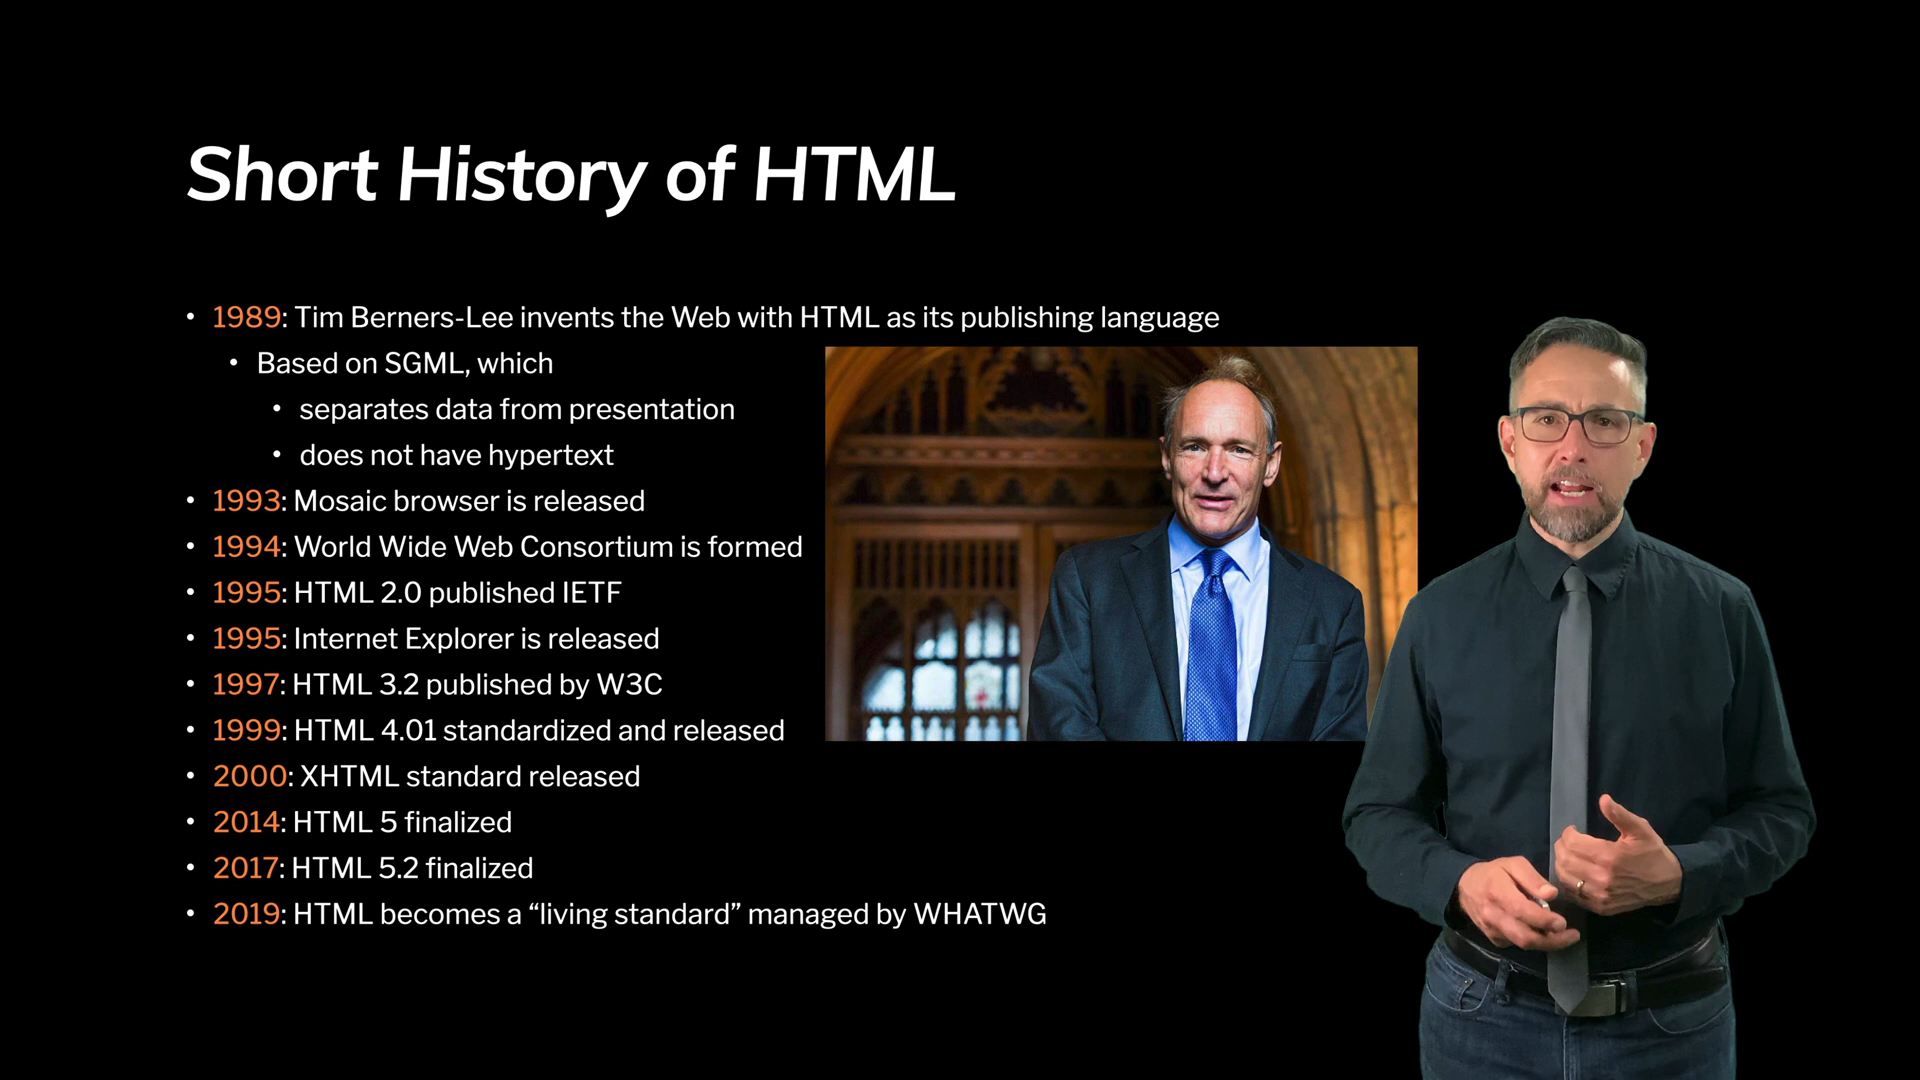 Short History of HTML
• 1989: Tim Berners-Lee invents the Web with HTML as its publishing language
• Based on SGML, which
• separates data from presentation
• does not have hypertext
• 1993: Mosaic browser is released
• 1994: World Wide Web Consortium is formed
• 1995: HTML 2.0 published IETF
• 1995: Internet Explorer is released
• 1997: HTML 3.2 published by W3C
• 1999: HTML 4.01 standardized and released
• 2000: XHTML standard released
• 2014: HTML 5 finalized
• 2017: HTML 5.2 finalized
• 2019: HTML becomes a “living standard” managed by WHATWG